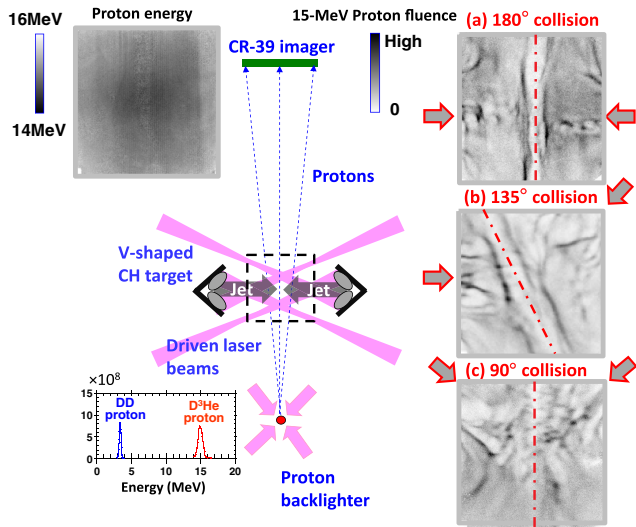 Proton energy
16MeV
14MeV
15-MeV Proton fluence
High
0
CR-39 imager
Protons
V-shaped
CH target
Jet
Jet
Driven laser
beams
×10⁸
15
10
5
0
DD
proton
D³He
proton
0
5
10
15
20
Energy (MeV)
Proton
backlighter
(a) 180° collision
(b) 135° collision
(c) 90° collision